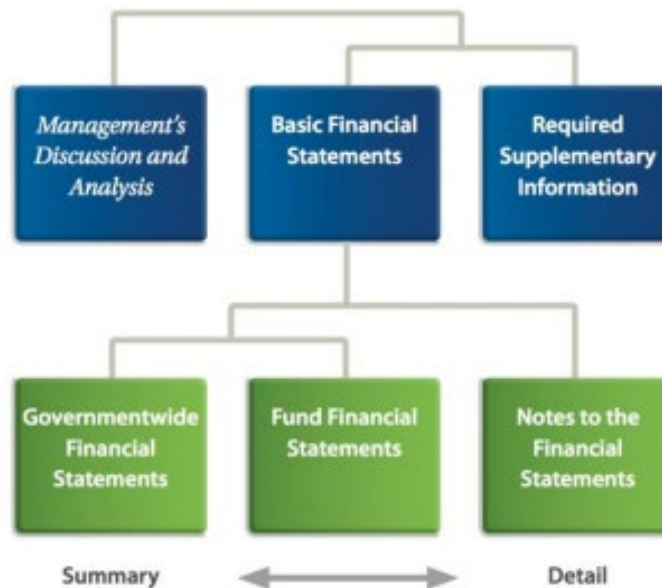 Management's
Discussion and
Analysis
Basic Financial
Statements
Required
Supplementary
Information
Governmentwide
Financial
Statements
Fund Financial
Statements
Notes to the
Financial
Statements
Summary
Detail